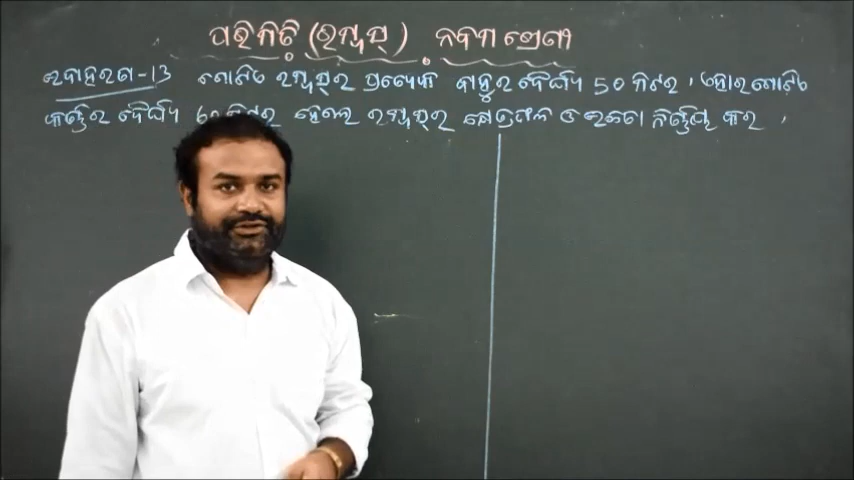 ପରିମିତି (ରମ୍ବସ୍) ନବମ ଶ୍ରେଣୀ
ଉଦାହରଣ-13 ଗୋଟିଏ ରମ୍ବସ୍‌ର ପ୍ରତ୍ୟେକ ବାହୁର ଦୈର୍ଘ୍ୟ 50 ମିଟର । ଏହାର ଗୋଟିଏ
କର୍ଣ୍ଣର ଦୈର୍ଘ୍ୟ 60 ମିଟର ହେଲେ ରମ୍ବସ୍‌ର କ୍ଷେତ୍ରଫଳ ଓ ଉଚ୍ଚତା ନିର୍ଣ୍ଣୟ କର ।